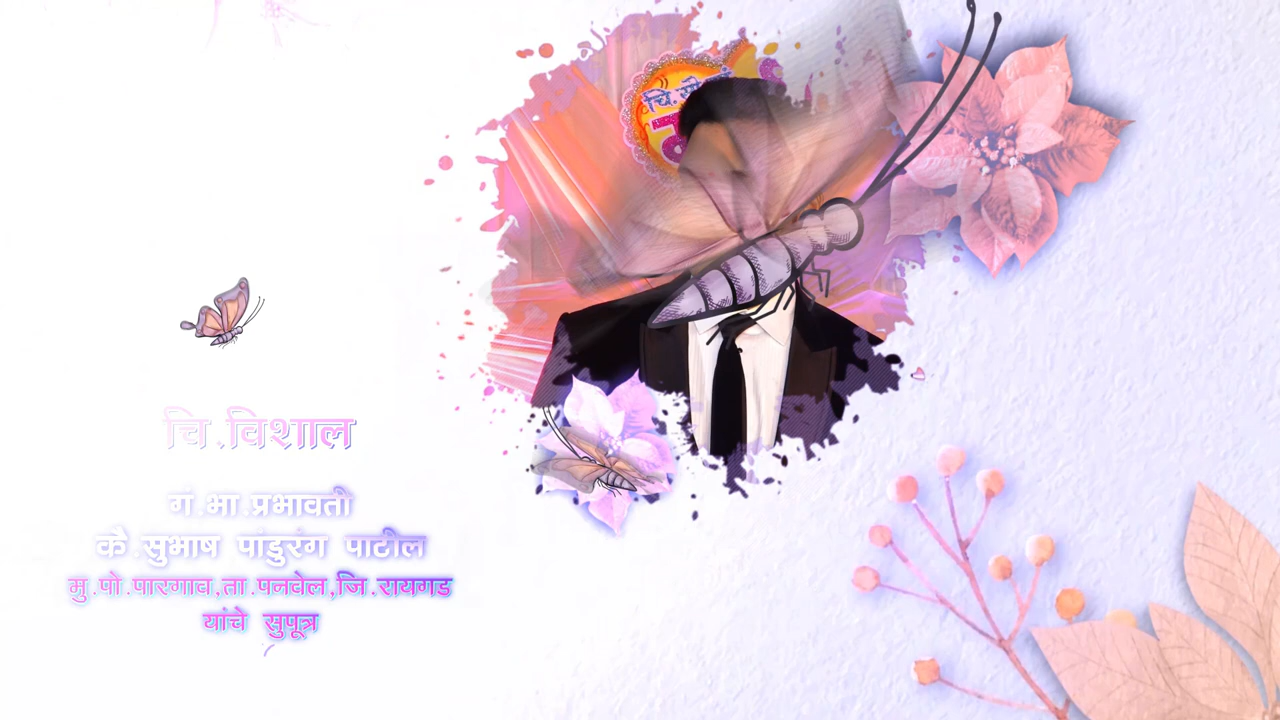 चि.सौ
चि.विशाल
गं.भा.प्रभावती
कै.सुभाष पांडुरंग पाटील
मु.पो.पारगाव,ता.पनवेल,जि.रायगड
यांचे सुपूत्र